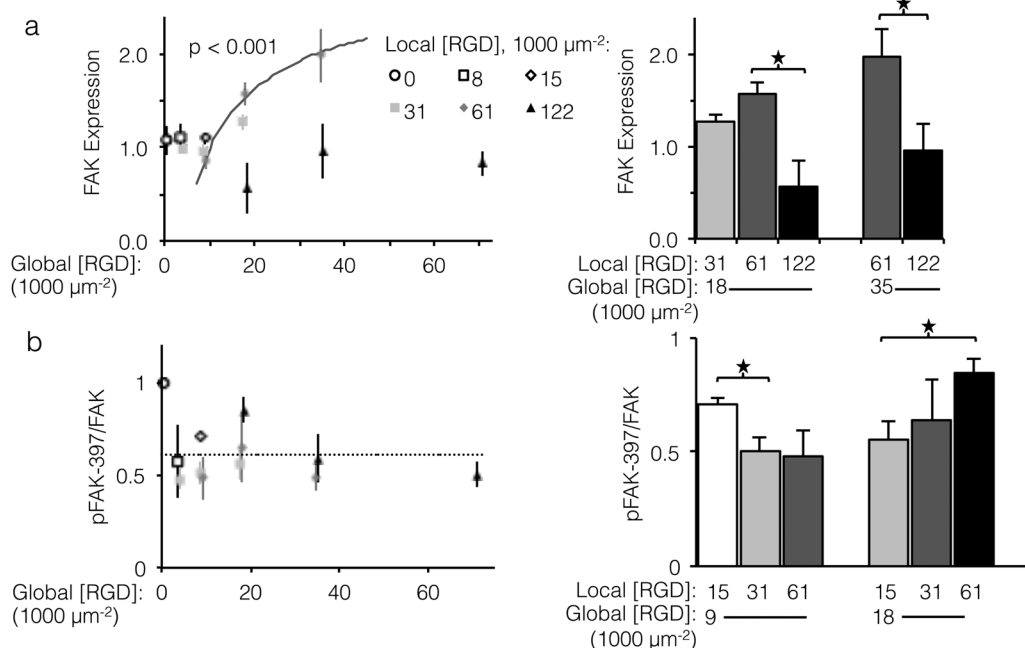 a
FAK Expression
2.0
1.0
0.0
p < 0.001
Local [RGD], 1000 µm-2:
0 8 15
31 61 122
Global [RGD]: 0 20 40 60
(1000 µm-2)
FAK Expression
2.0
1.0
0.0
★
★
Local [RGD]: 31 61 122 61 122
Global [RGD]: 18 35
(1000 µm-2)
b
pFAK-397/FAK
1
0.5
0
Global [RGD]: 0 20 40 60
(1000 µm-2)
pFAK-397/FAK
1
0.5
0
★
★
Local [RGD]: 15 31 61 15 31 61
Global [RGD]: 9 18
(1000 µm-2)